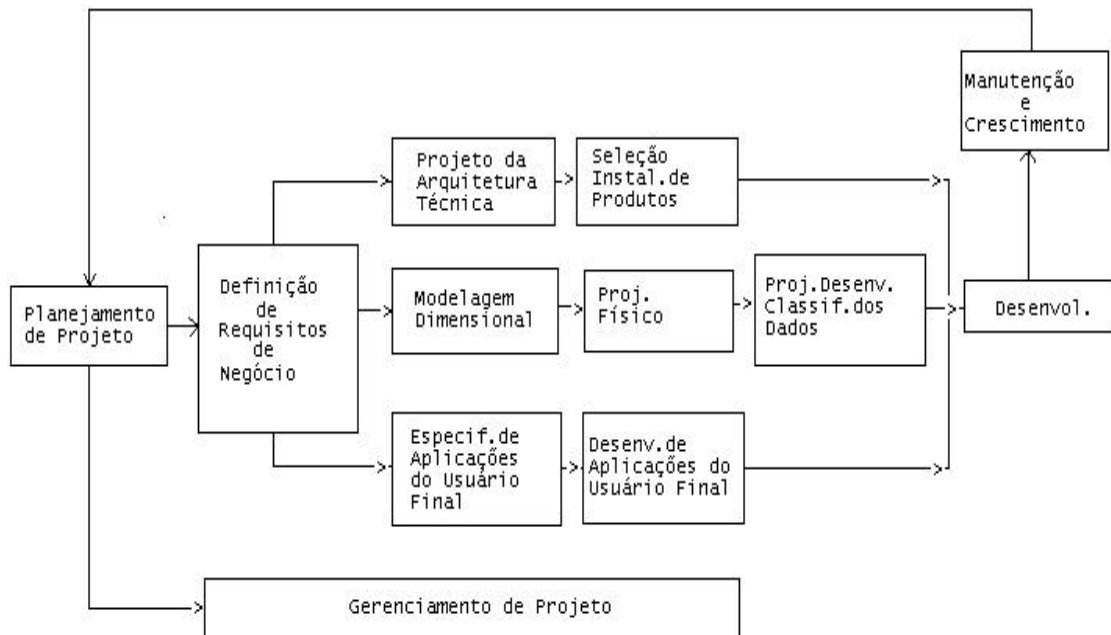 Manutenção
e
Crescimento
Projeto da
Arquitetura
Técnica
Seleção
Instal.de
Produtos
Planejamento
de Projeto
Definição
de
Requisitos
de
Negócio
Modelagem
Dimensional
Proj.
Físico
Proj.Desenv.
Classif.dos
Dados
Desenvol.
Especif.de
Aplicações
do Usuário
Final
Desenv.de
Aplicações do
Usuário Final
Gerenciamento de Projeto